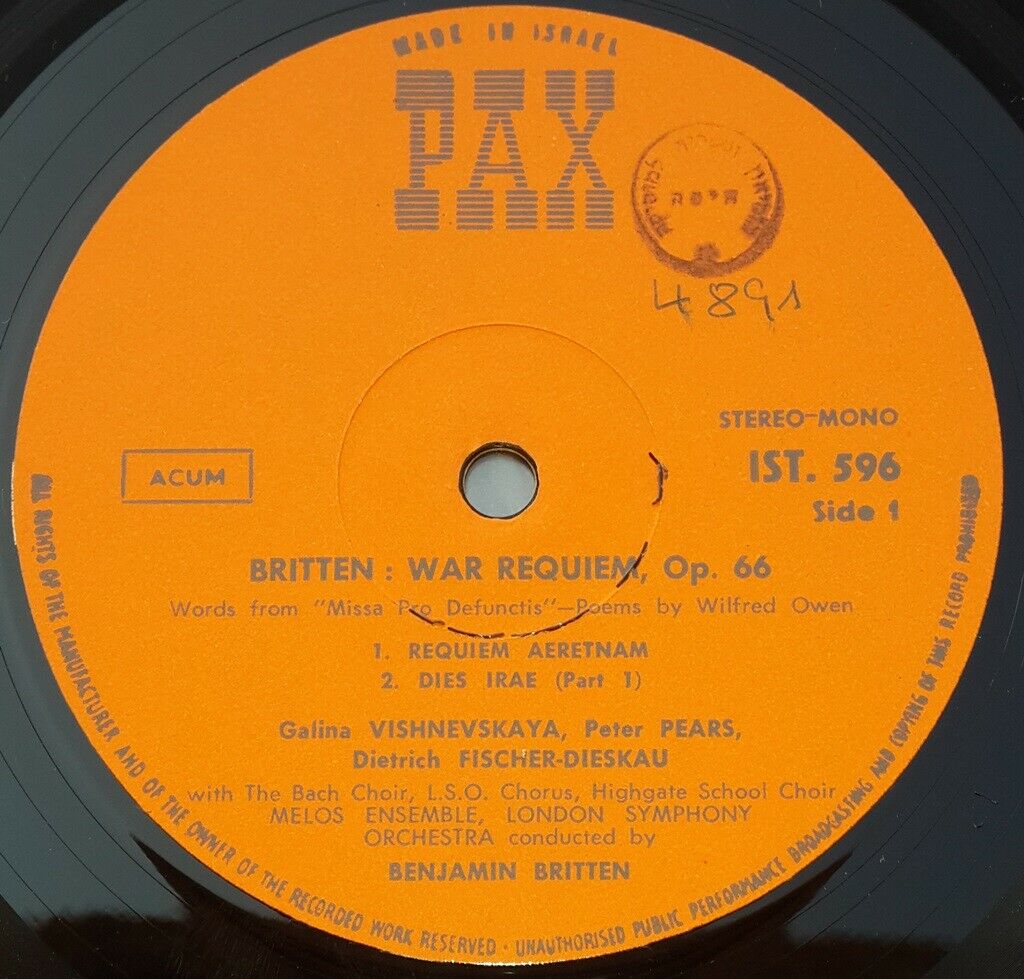 MADE IN ISRAEL
PAX
איפה
4891
STEREO-MONO
IST. 596
Side 1
ACUM
BRITTEN : WAR REQUIEM, Op. 66
Words from "Missa Pro Defunctis"—Poems by Wilfred Owen
1. REQUIEM AERETNAM
2. DIES IRAE (Part 1)
Galina VISHNEVSKAYA, Peter PEARS,
Dietrich FISCHER-DIESKAU
with The Bach Choir, L.S.O. Chorus, Highgate School Choir
MELOS ENSEMBLE, LONDON SYMPHONY
ORCHESTRA conducted by
BENJAMIN BRITTEN
ALL RIGHTS OF THE MANUFACTURER AND OF THE OWNER OF THE RECORDED WORK RESERVED · UNAUTHORISED PUBLIC PERFORMANCE BROADCASTING AND COPYING OF THIS RECORD PROHIBITED